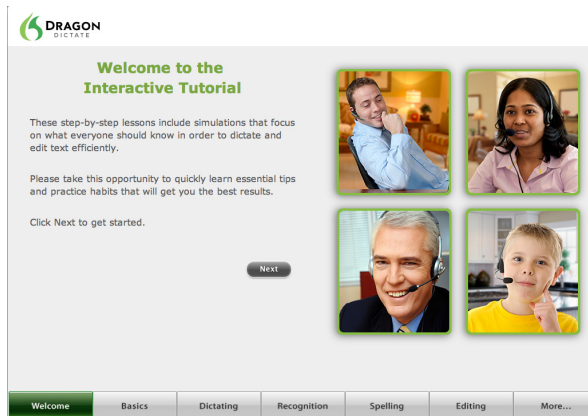 DRAGON
DICTATE
Welcome to the
Interactive Tutorial
These step-by-step lessons include simulations that focus
on what everyone should know in order to dictate and
edit text efficiently.
Please take this opportunity to quickly learn essential tips
and practice habits that will get you the best results.
Click Next to get started.
Next
Welcome Basics Dictating Recognition Spelling Editing More...